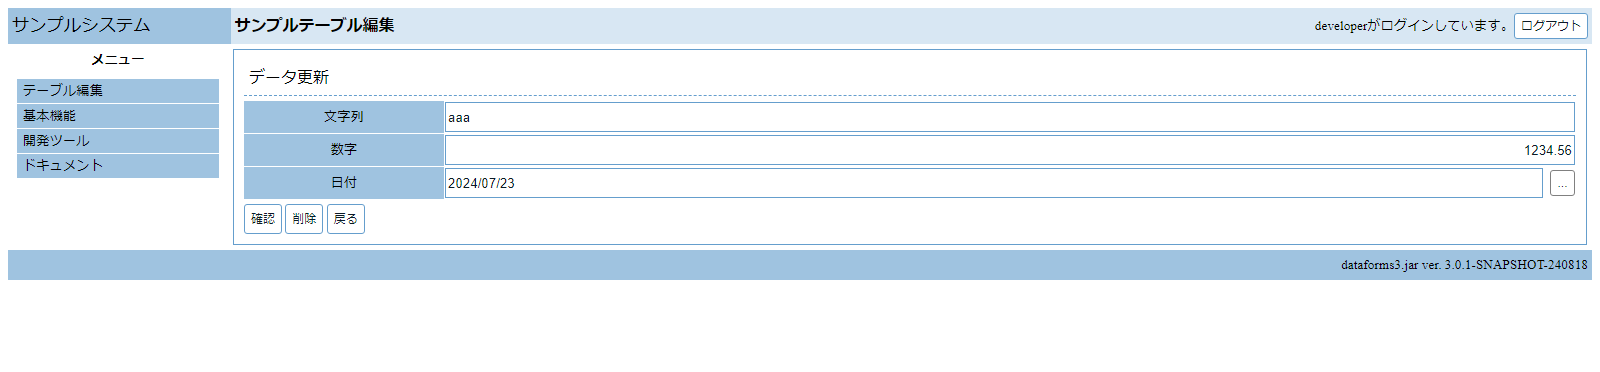 サンプルシステム
サンプルテーブル編集
developerがログインしています。 ログアウト
メニュー
テーブル編集
基本機能
開発ツール
ドキュメント
データ更新
文字列 aaa
数字 1234.56
日付 2024/07/23 ...
確認 削除 戻る
dataforms3.jar ver. 3.0.1-SNAPSHOT-240818